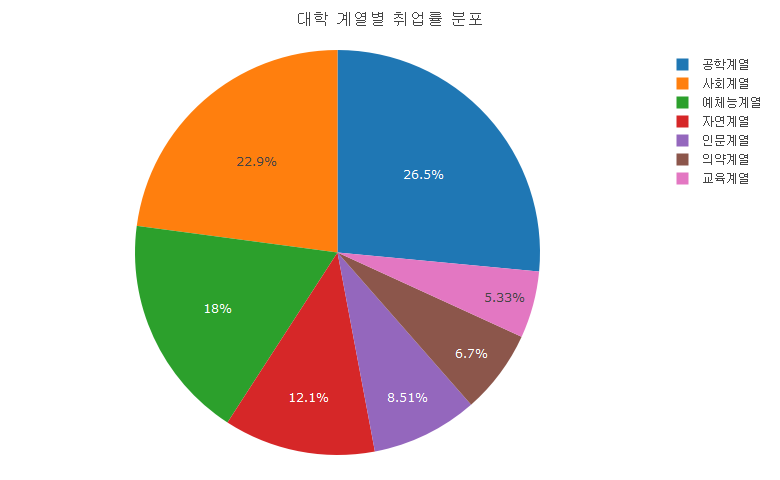 대학 계열별 취업률 분포
공학계열
사회계열
예체능계열
자연계열
인문계열
의약계열
교육계열
22.9%
26.5%
5.33%
18%
6.7%
12.1%
8.51%